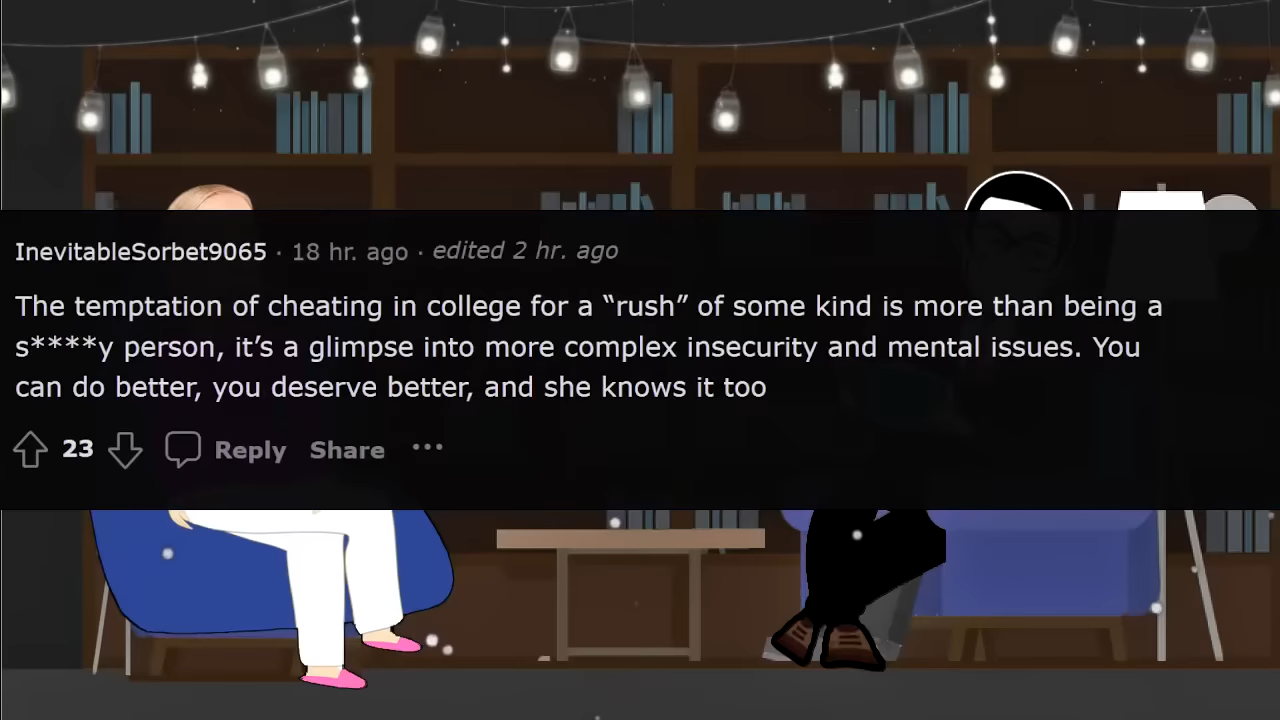 InevitableSorbet9065 · 18 hr. ago · edited 2 hr. ago
The temptation of cheating in college for a “rush” of some kind is more than being a
s****y person, it’s a glimpse into more complex insecurity and mental issues. You
can do better, you deserve better, and she knows it too
23 Reply Share ···